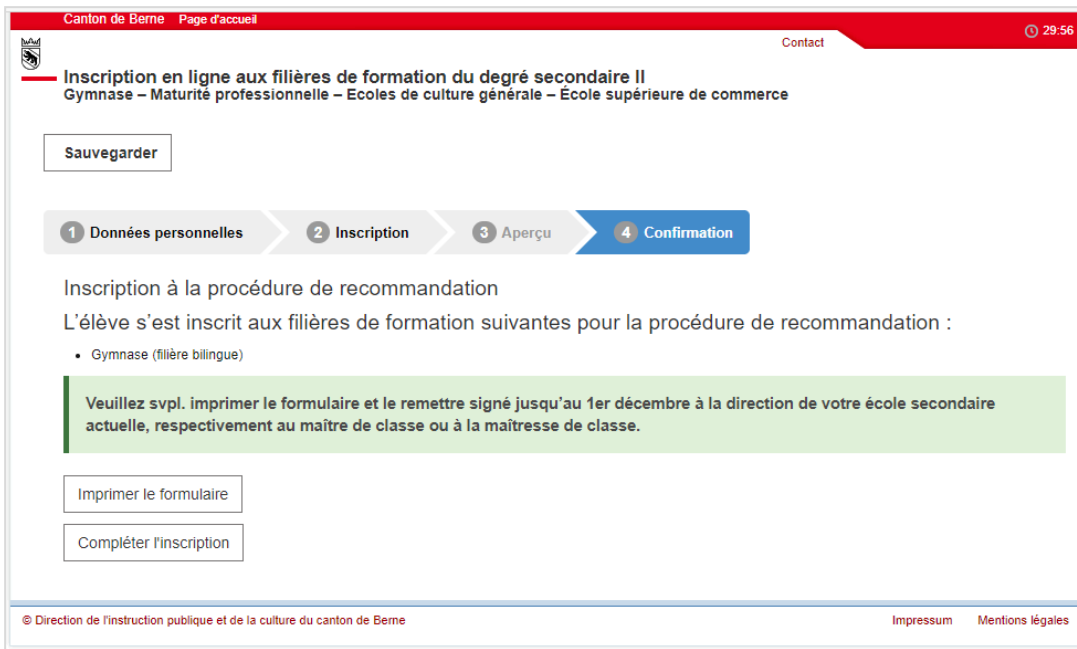 Canton de Berne Page d'accueil
29:56
Contact
Inscription en ligne aux filières de formation du degré secondaire II
Gymnase – Maturité professionnelle – Ecoles de culture générale – École supérieure de commerce
Sauvegarder
1 Données personnelles 2 Inscription 3 Aperçu 4 Confirmation
Inscription à la procédure de recommandation
L'élève s'est inscrit aux filières de formation suivantes pour la procédure de recommandation :
• Gymnase (filière bilingue)
Veuillez svpl. imprimer le formulaire et le remettre signé jusqu'au 1er décembre à la direction de votre école secondaire
actuelle, respectivement au maître de classe ou à la maîtresse de classe.
Imprimer le formulaire
Compléter l'inscription
© Direction de l'instruction publique et de la culture du canton de Berne Impressum Mentions légales